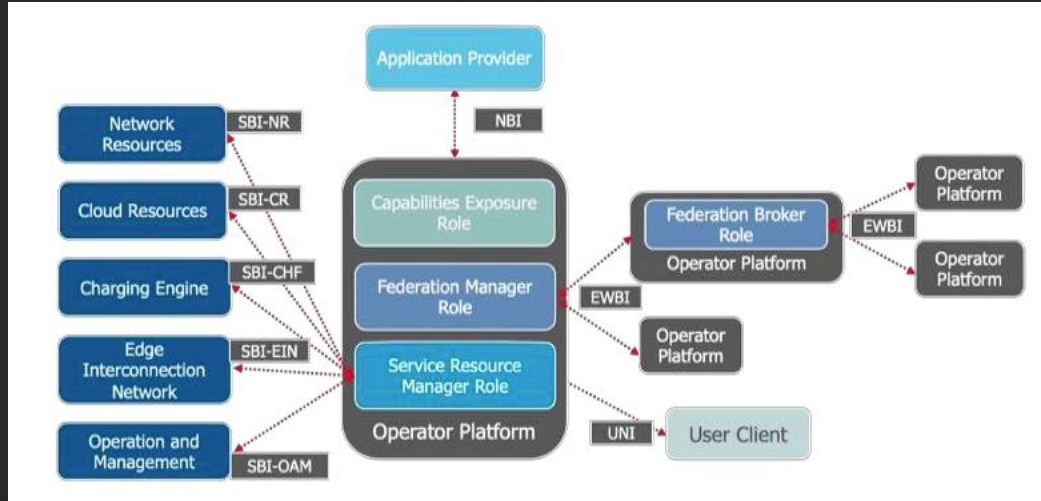 Application Provider
NBI
Network
Resources
SBI-NR
Cloud Resources
SBI-CR
Charging Engine
SBI-CHF
Edge
Interconnection
Network
SBI-EIN
Operation and
Management
SBI-OAM
Capabilities Exposure
Role
Federation Manager
Role
Service Resource
Manager Role
Operator Platform
EWBI
Federation Broker
Role
Operator Platform
EWBI
Operator
Platform
Operator
Platform
Operator
Platform
UNI
User Client